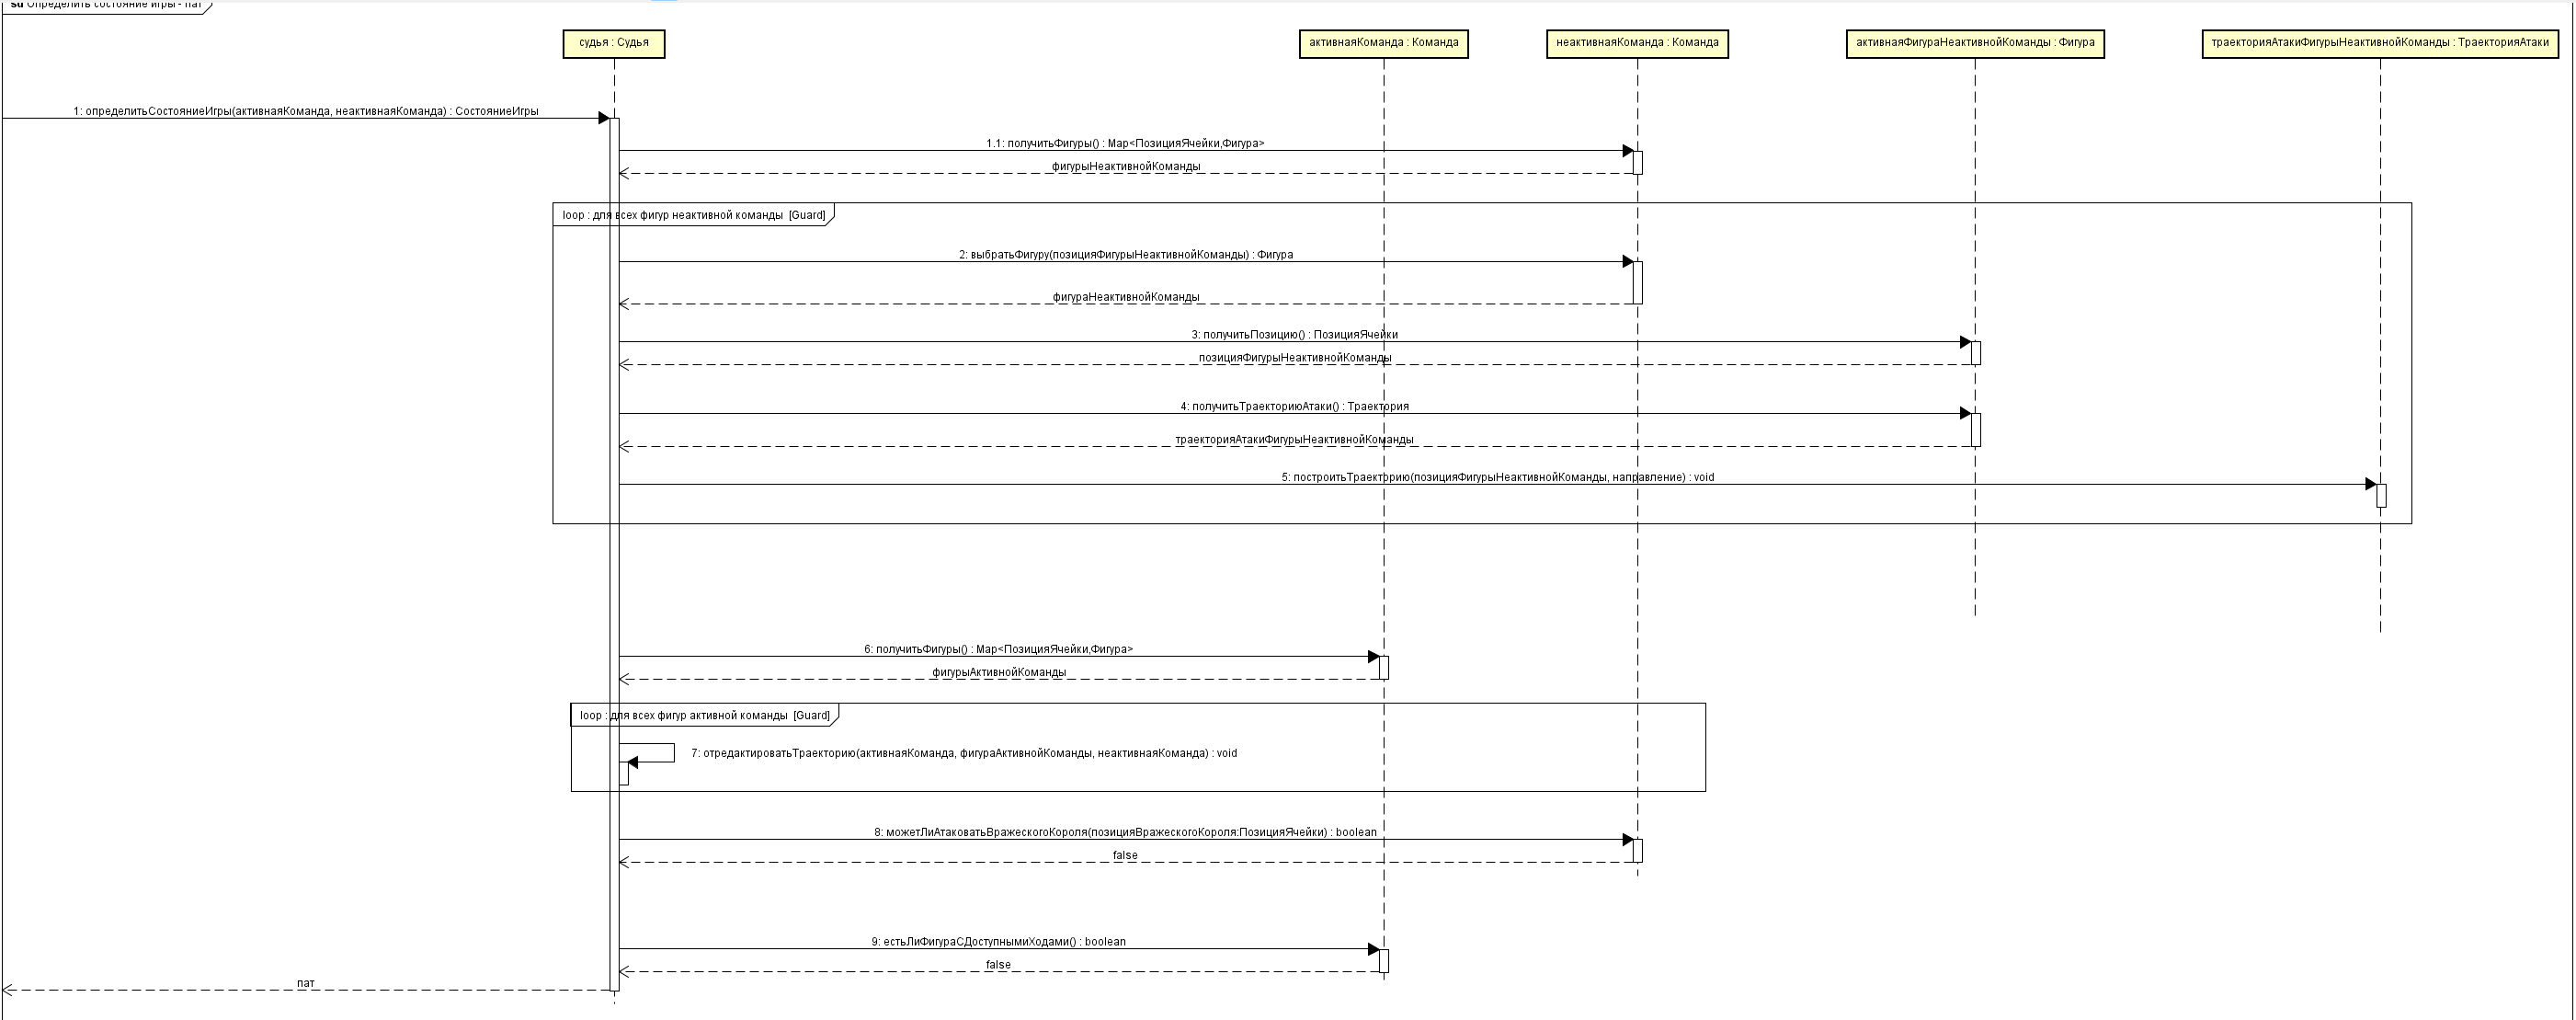 sd Определить состояние игры - пат
судья : Судья
активнаяКоманда : Команда
неактивнаяКоманда : Команда
активнаяФигураНеактивнойКоманды : Фигура
траекторияАтакиФигурыНеактивнойКоманды : ТраекторияАтаки
1: определитьСостояниеИгры(активнаяКоманда, неактивнаяКоманда) : СостояниеИгры
1.1: получитьФигуры() : Map<ПозицияЯчейки,Фигура>
фигурыНеактивнойКоманды
loop : для всех фигур неактивной команды [Guard]
2: выбратьФигуру(позицияФигурыНеактивнойКоманды) : Фигура
фигураНеактивнойКоманды
3: получитьПозицию() : ПозицияЯчейки
позицияФигурыНеактивнойКоманды
4: получитьТраекториюАтаки() : Траектория
траекторияАтакиФигурыНеактивнойКоманды
5: построитьТраекторию(позицияФигурыНеактивнойКоманды, направление) : void
6: получитьФигуры() : Map<ПозицияЯчейки,Фигура>
фигурыАктивнойКоманды
loop : для всех фигур активной команды [Guard]
7: отредактироватьТраекторию(активнаяКоманда, фигураАктивнойКоманды, неактивнаяКоманда) : void
8: можетЛиАтаковатьВражескогоКороля(позицияВражескогоКороля:ПозицияЯчейки) : boolean
false
9: естьЛиФигураСДоступнымиХодами() : boolean
false
пат